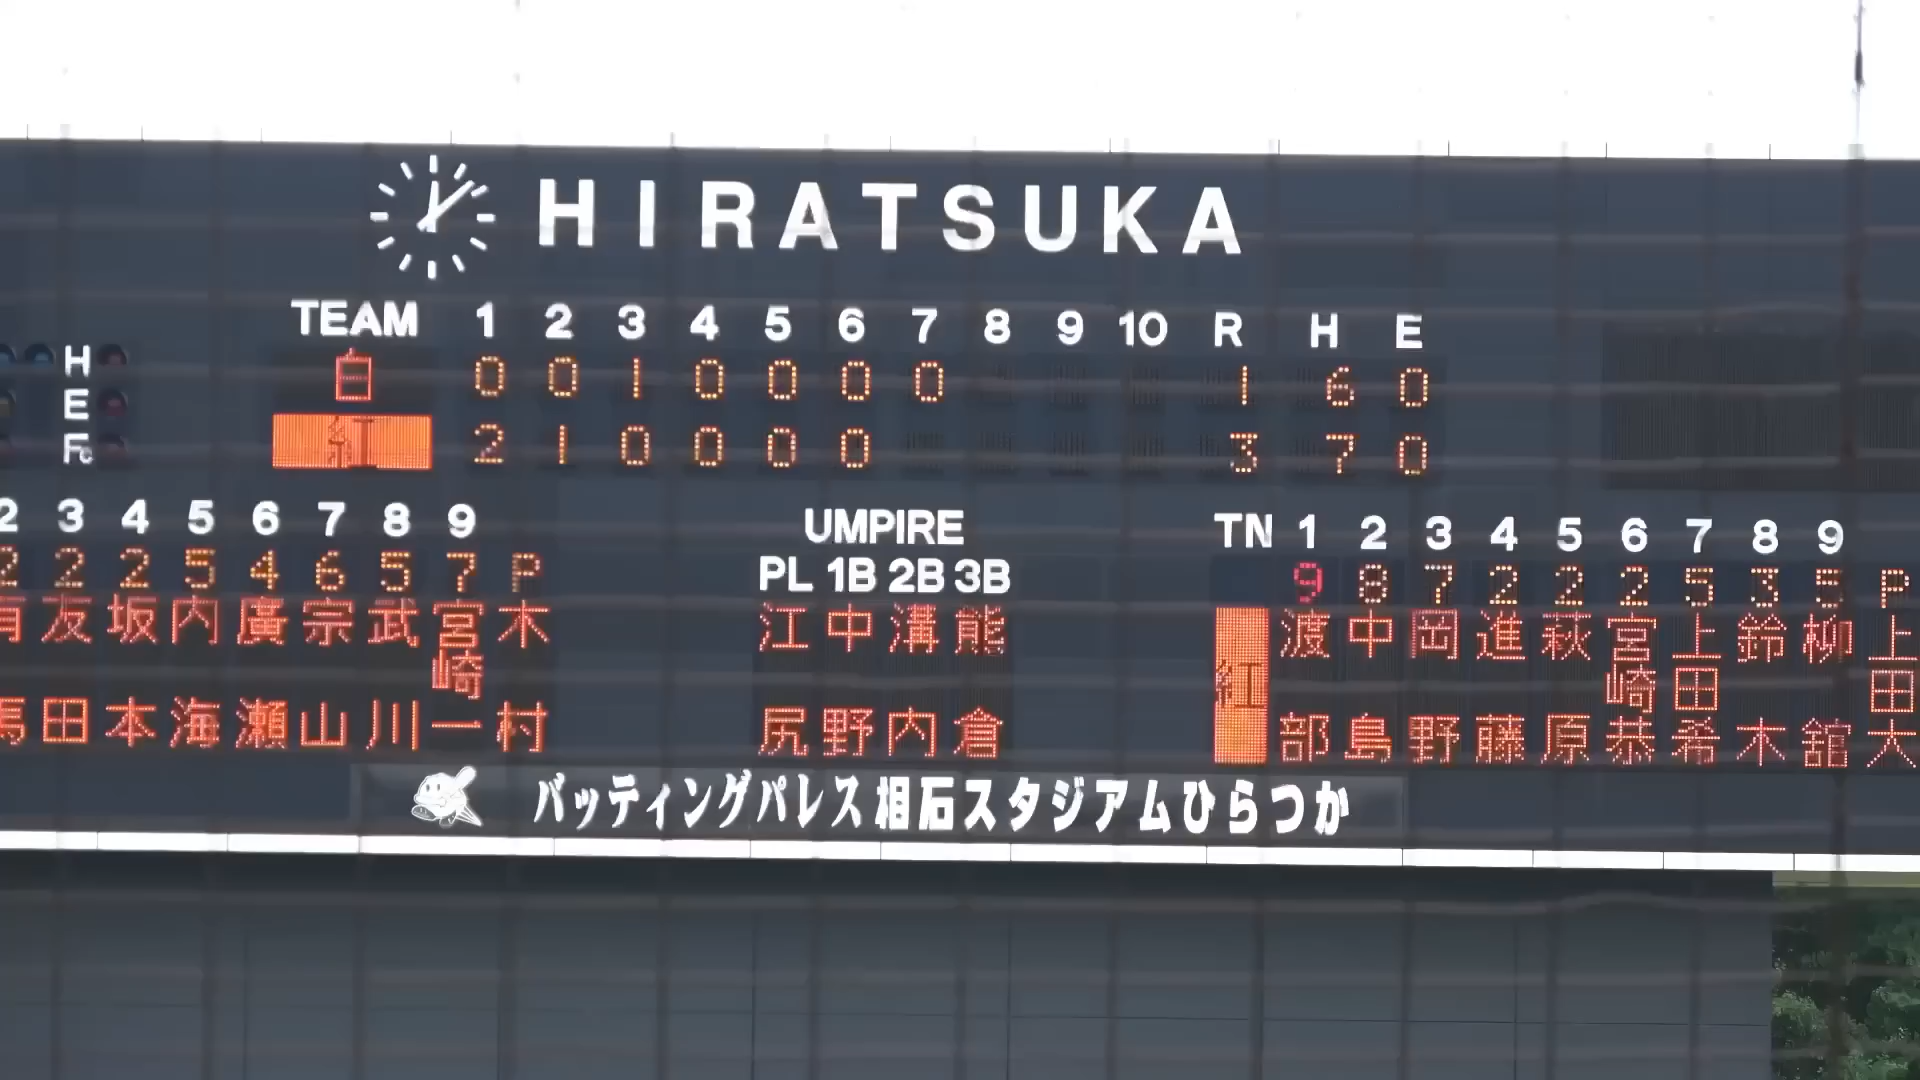 HIRATSUKA
TEAM 1 2 3 4 5 6 7 8 9 10 R H E
H
白 0 0 1 0 0 0 0 1 6 0
E
紅 2 1 0 0 0 0 3 7 0
Fc
2 3 4 5 6 7 8 9
2 2 2 5 4 6 5 7 P
有馬 友田 坂本 内海 廣瀬 宗山 武川 宮崎一 木村
UMPIRE
PL 1B 2B 3B
江尻 中野 溝内 熊倉
TN 1 2 3 4 5 6 7 8 9
9 8 7 2 2 2 5 3 5 P
紅 渡部 中島 岡野 進藤 萩原 宮崎恭 上田希 鈴木 柳舘 上田大
バッティングパレス相石スタジアムひらつか